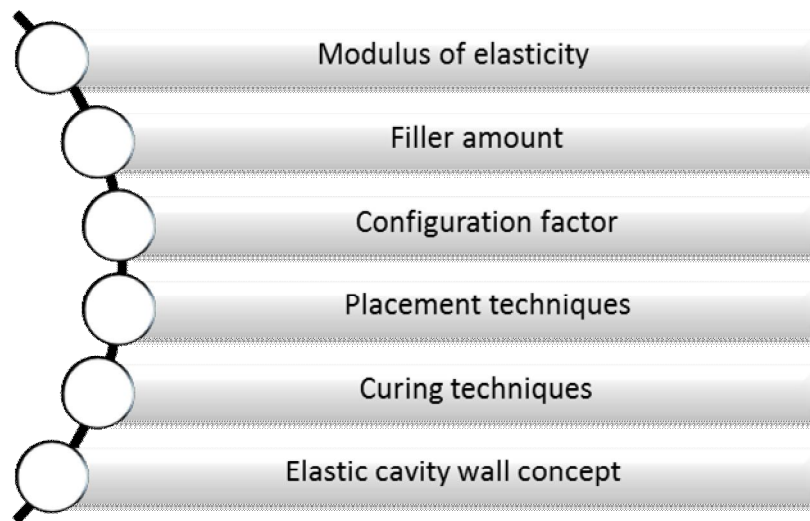 Modulus of elasticity
Filler amount
Configuration factor
Placement techniques
Curing techniques
Elastic cavity wall concept